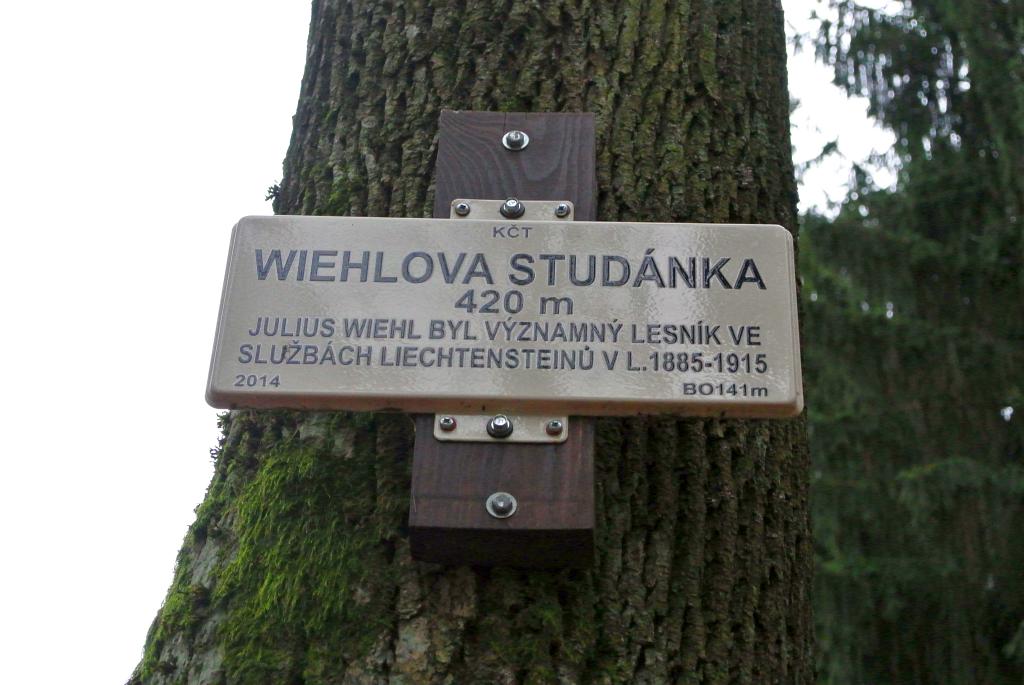 KČT
WIEHLOVA STUDÁNKA
420 m
JULIUS WIEHL BYL VÝZNAMNÝ LESNÍK VE
SLUŽBÁCH LIECHTENSTEINŮ V L.1885-1915
2014 BO141m